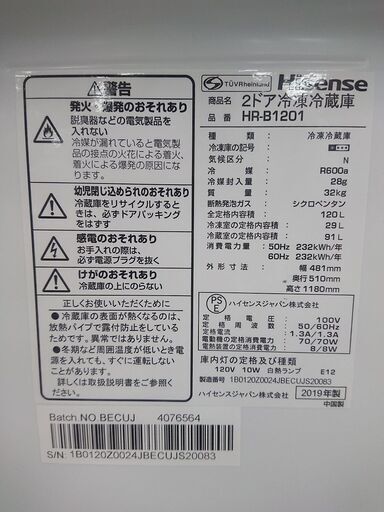 警告
発火・爆発のおそれあり
脱臭器などの電気製品を入れない
冷媒が漏れていると電気製品の接点の火花による着火、着火による爆発の原因になります。
幼児閉じ込められのおそれあり
冷蔵庫をリサイクルするときは、必ずドアパッキングをはずす
感電のおそれあり
お手入れの際は、必ず電源プラグを抜く
けがのおそれあり
冷蔵庫の上にのらない
正しくお使いいただくために
●冷蔵庫の表面が熱くなるのは、放熱パイプで露付防止をしているためで、異常ではありません。
●冬期など周囲温度が低いときには、すぐに運転しない場合があります。
詳しくは取扱説明書をごらんください。
Batch.NO BECUJ 4076564
S/N: 1B0120Z0024JBECUJS20083
TÜVRheinland Hisense
商品名 2ドア冷凍冷蔵庫
品番 HR-B1201
種類 冷凍冷蔵庫
冷凍庫の記号
気候区分 N
冷媒 R600a
冷媒封入量 28g
質量 32kg
断熱発泡ガス シクロペンタン
全定格内容積 120L
冷凍室の定格内容積 29L
冷蔵室の定格内容積 91L
消費電力量 50Hz 232kWh/年
60Hz 232kWh/年
外形寸法 幅481mm
奥行510mm
高さ1180mm
PSE ハイセンスジャパン株式会社
定格電圧 100V
定格周波数 50/60Hz
定格電流 1.3A/1.3A
電動機の定格消費電力 70/70W
電熱装置の定格消費電力 8/8W
庫内灯の定格及び種類
120V 10W 白熱ランプ E12
製造番号 1B0120Z0024JBECUJS20083
ハイセンスジャパン株式会社
2019年製
中国製